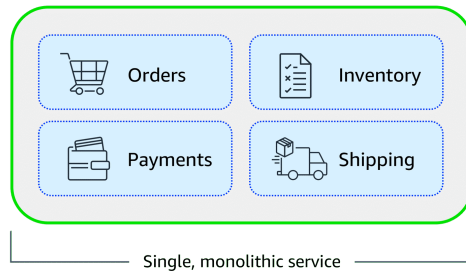 Orders
Inventory
Payments
Shipping
Single, monolithic service